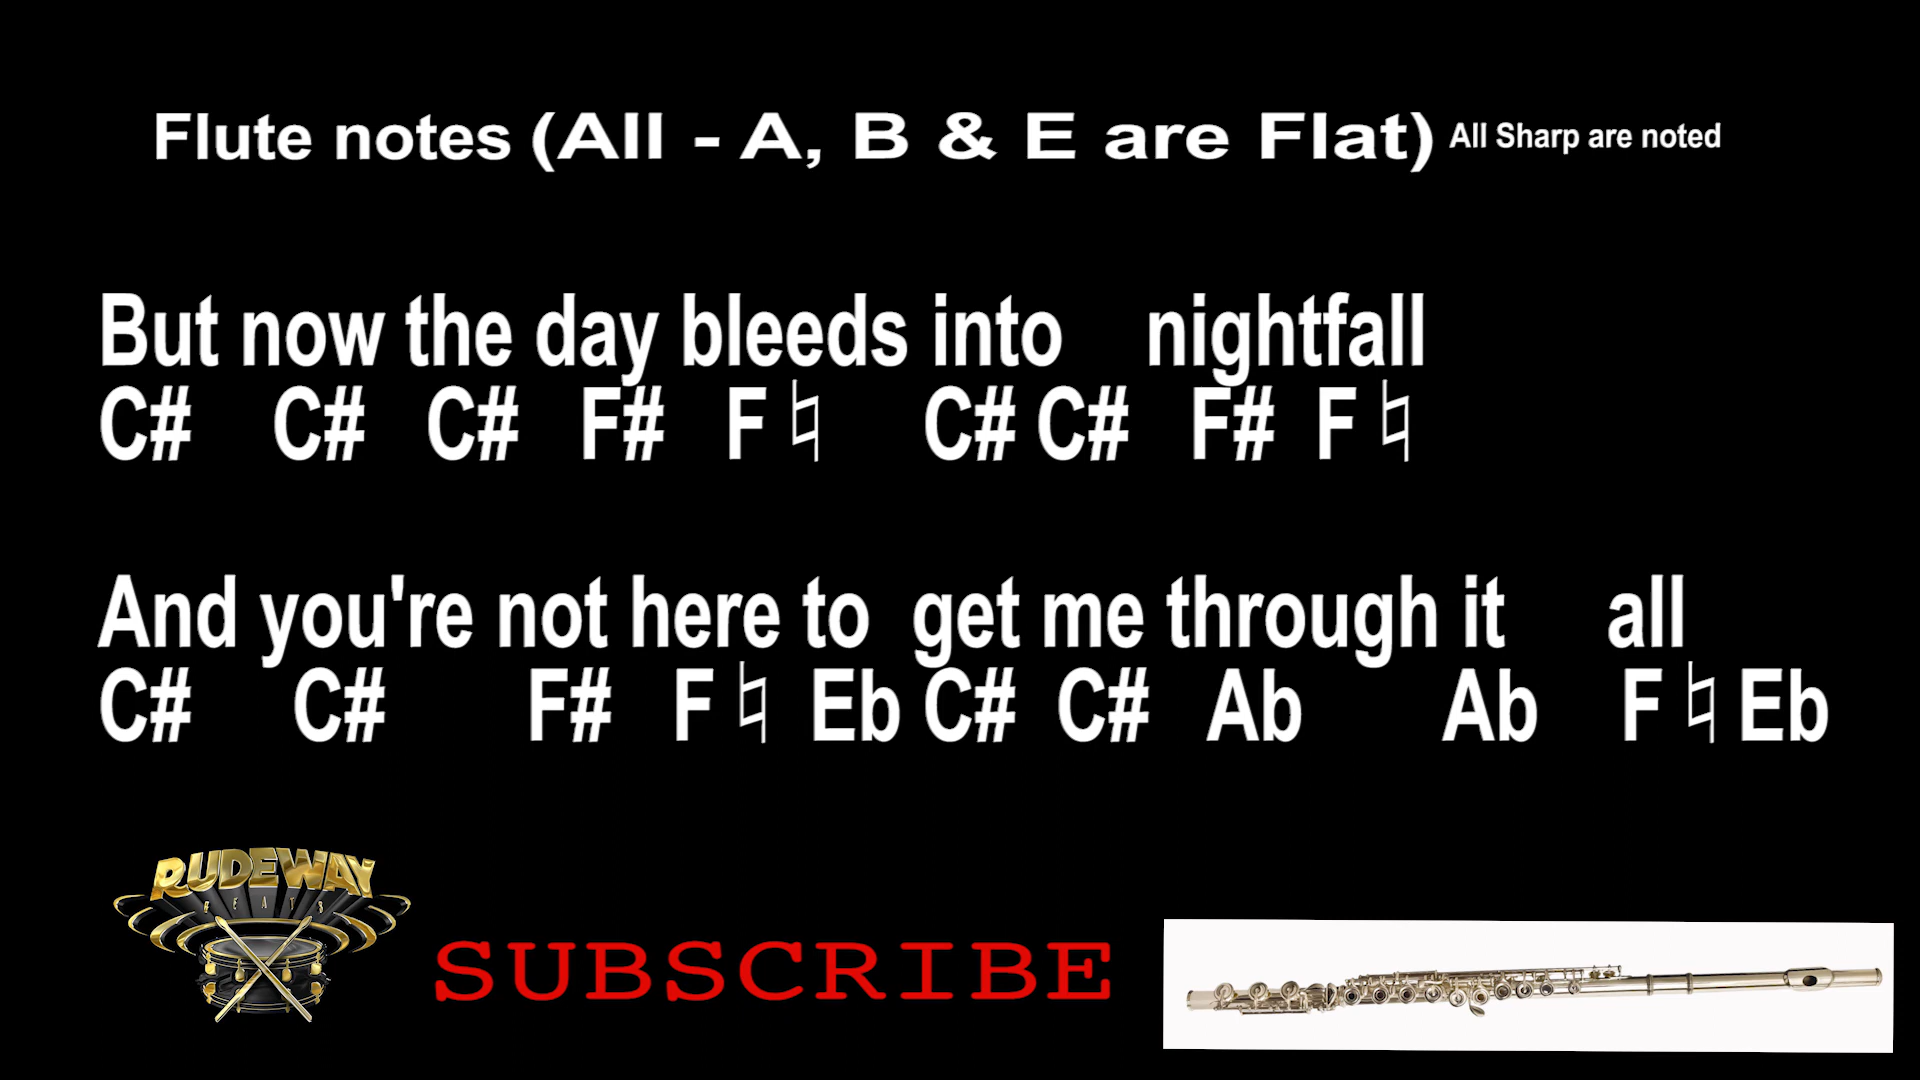 Flute notes (All - A, B & E are Flat) All Sharp are noted
But now the day bleeds into nightfall
C# C# C# F# F ♮ C# C# F# F ♮
And you're not here to get me through it all
C# C# F# F ♮ Eb C# C# Ab Ab F ♮ Eb
RUDEWAY
BEATS
SUBSCRIBE